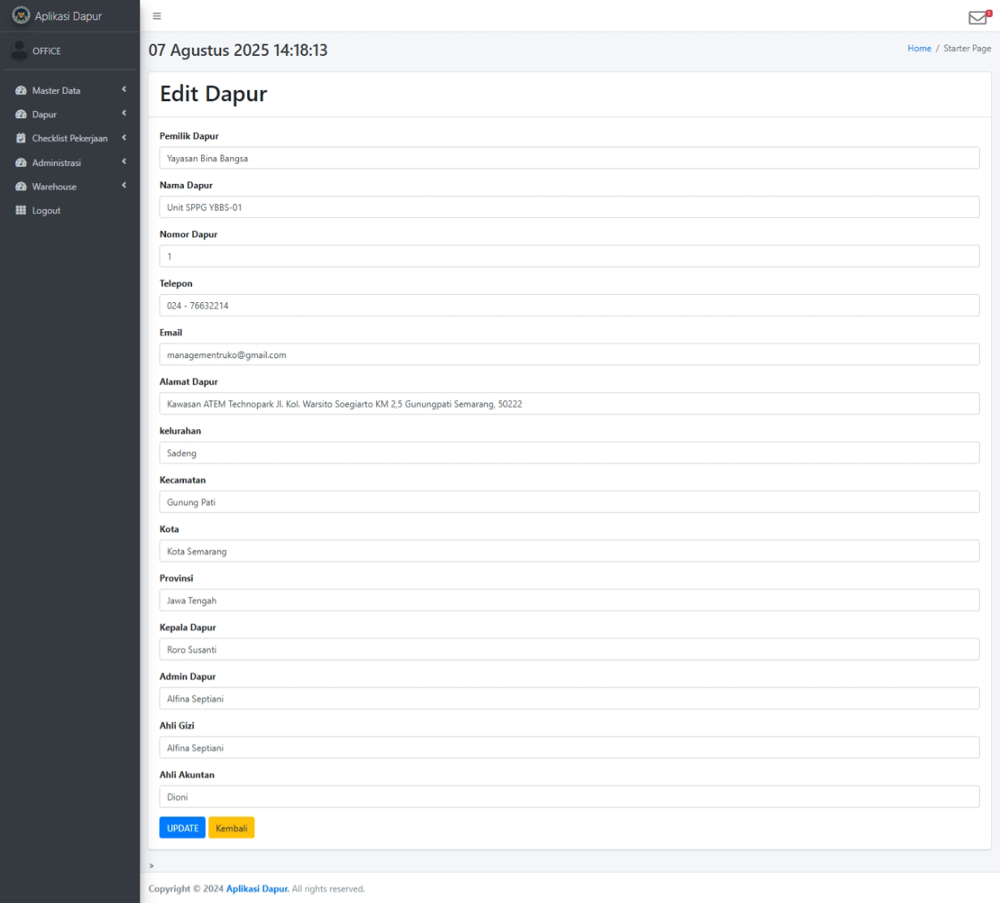 Aplikasi Dapur
OFFICE
Master Data
Dapur
Checklist Pekerjaan
Administrasi
Warehouse
Logout
07 Agustus 2025 14:18:13
Home / Starter Page
Edit Dapur
Pemilik Dapur
Yayasan Bina Bangsa
Nama Dapur
Unit SPPG YBBS-01
Nomor Dapur
1
Telepon
024 - 76632214
Email
managementruko@gmail.com
Alamat Dapur
Kawasan ATEM Technopark Jl. Kol. Warsito Soegiarto KM 2,5 Gunungpati Semarang, 50222
kelurahan
Sadeng
Kecamatan
Gunung Pati
Kota
Kota Semarang
Provinsi
Jawa Tengah
Kepala Dapur
Roro Susanti
Admin Dapur
Alfina Septiani
Ahli Gizi
Alfina Septiani
Ahli Akuntan
Dioni
UPDATE Kembali
>
Copyright © 2024 Aplikasi Dapur. All rights reserved.